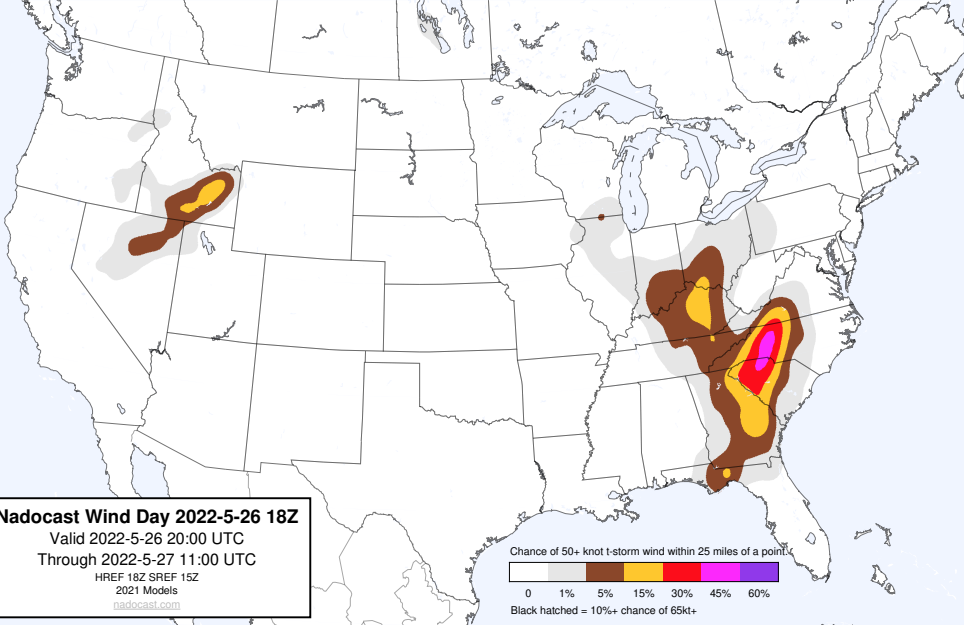 Nadocast Wind Day 2022-5-26 18Z
Valid 2022-5-26 20:00 UTC
Through 2022-5-27 11:00 UTC
HREF 18Z SREF 15Z
2021 Models
nadocast.com
Chance of 50+ knot t-storm wind within 25 miles of a point.
0 1% 5% 15% 30% 45% 60%
Black hatched = 10%+ chance of 65kt+